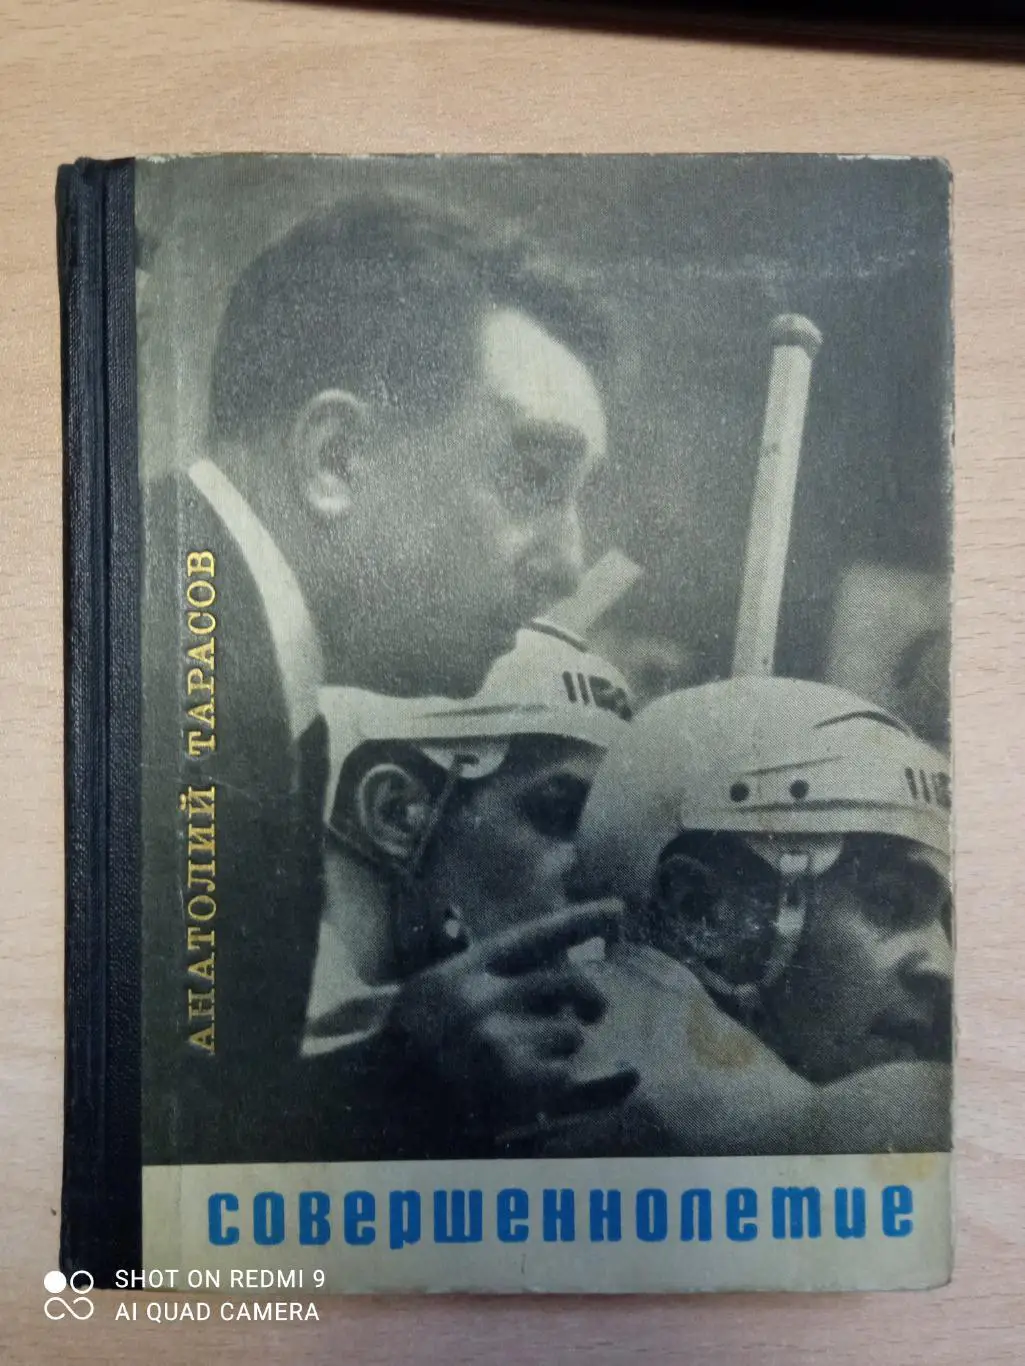 АНАТОЛИЙ ТАРАСОВ
совершеннолетие
SHOT ON REDMI 9
AI QUAD CAMERA